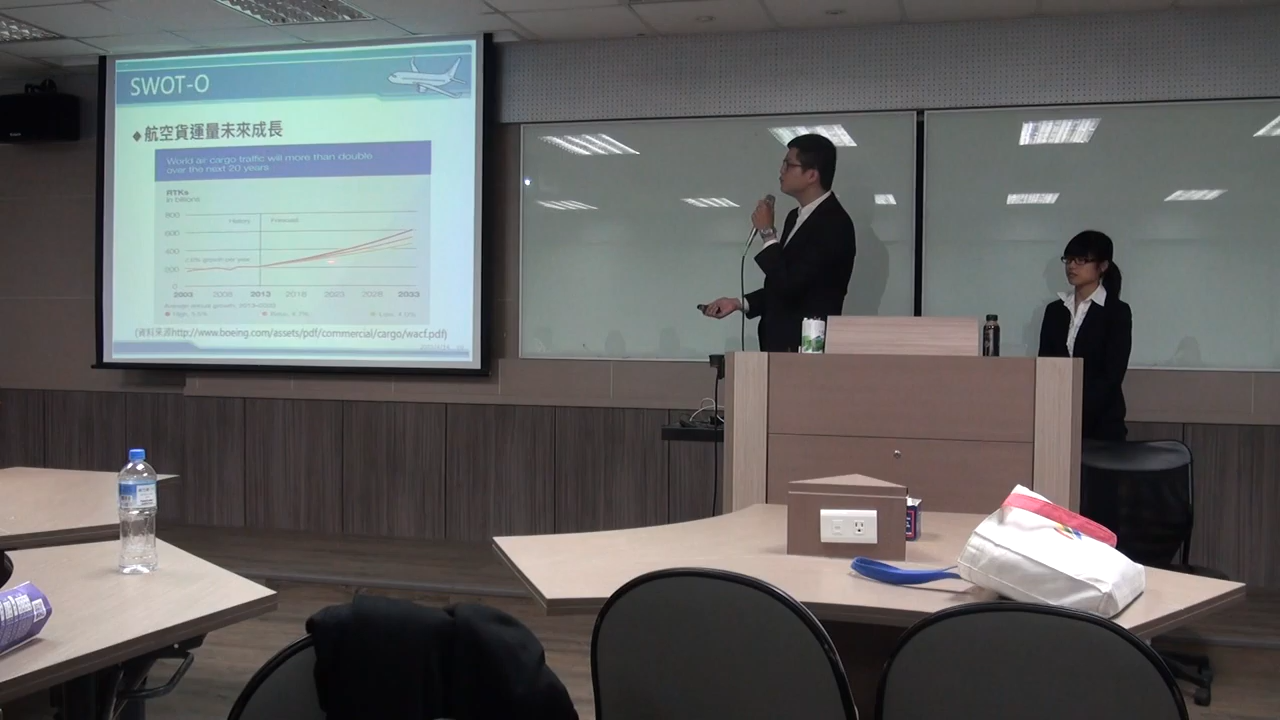 SWOT-O
◆航空貨運量未來成長
World air cargo traffic will more than double
over the next 20 years
RTKs
in billions
800
History Forecast
600
400
200
0
2003 2008 2013 2018 2023 2028 2033
(資料來源http://www.boeing.com/assets/pdf/commercial/cargo/wacf.pdf)